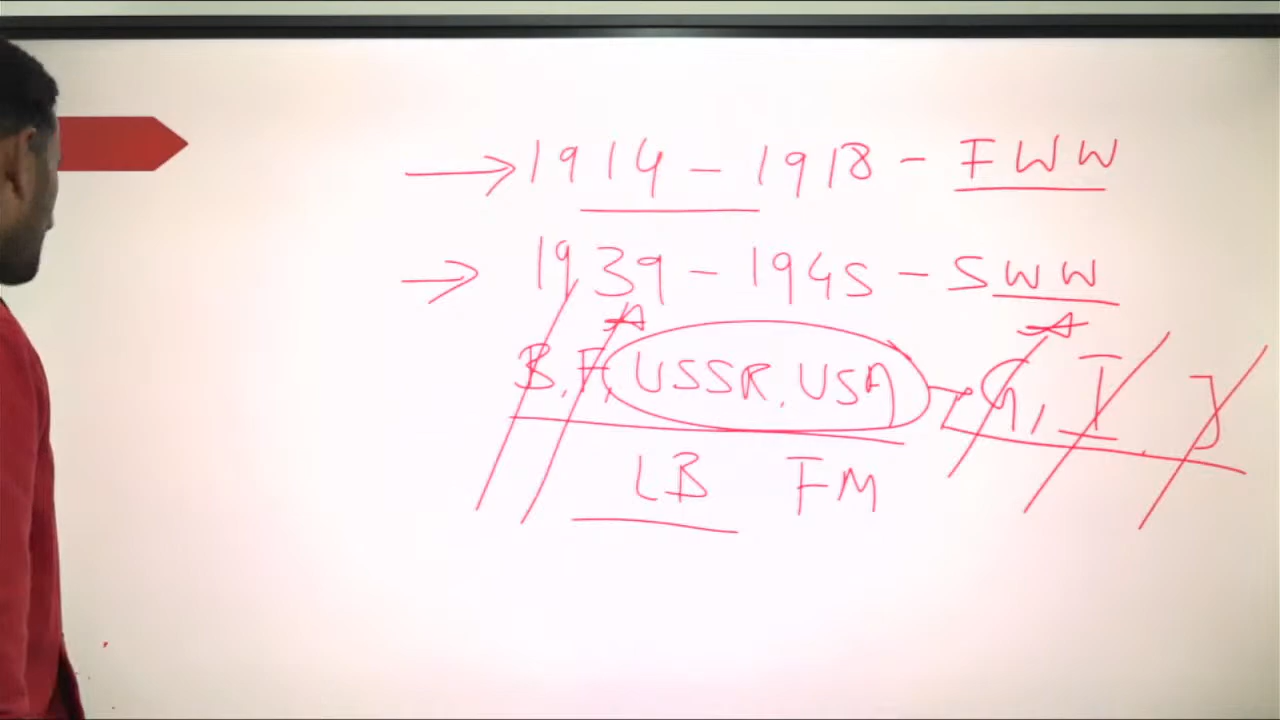 → 1914 - 1918 - FWW
→ 1939 - 1945 - SWW
A A
B, F, USSR, USA G, I, J
LB FM